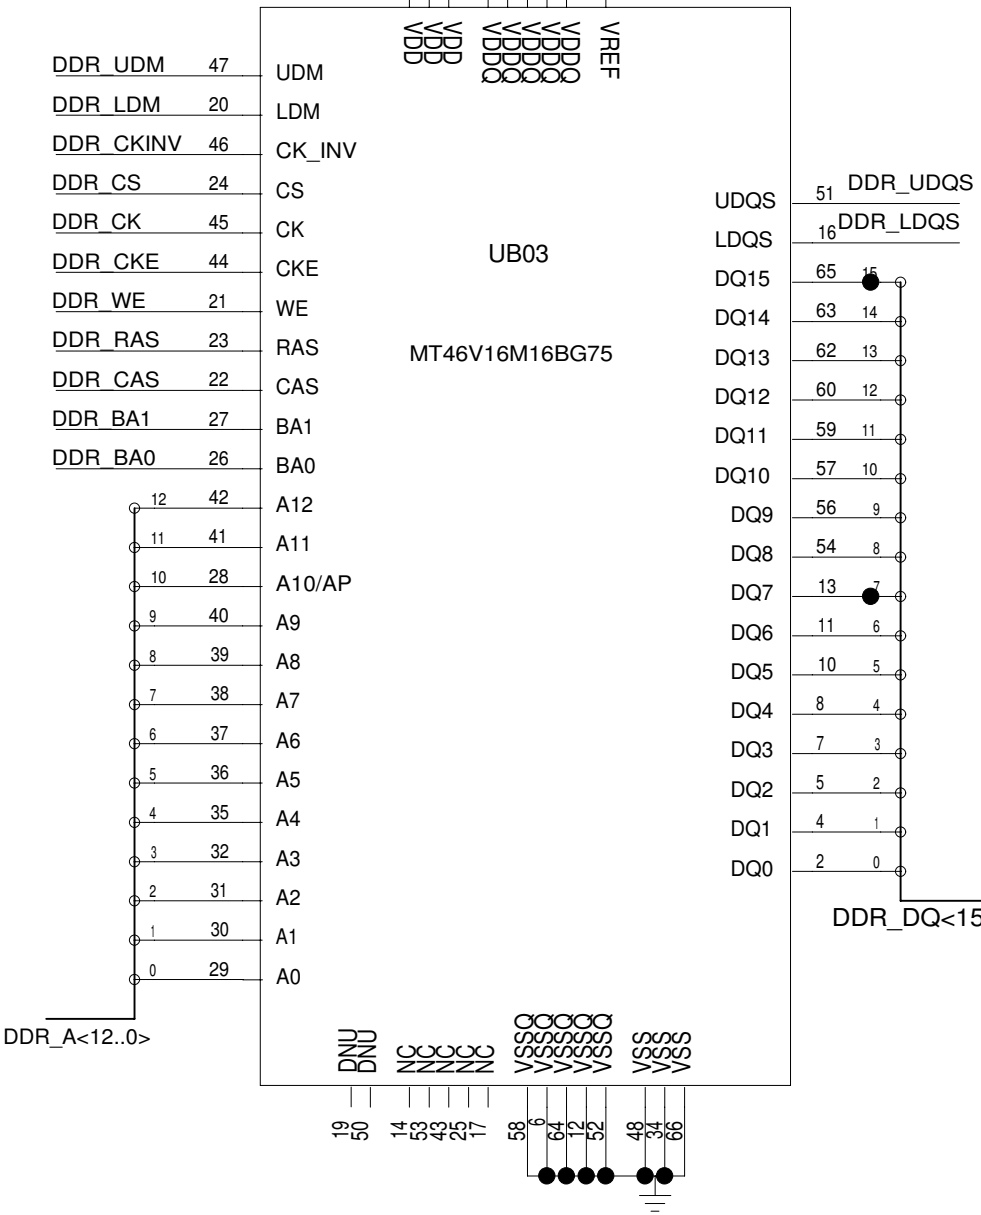 VDD VDD VDD VDDQ VDDQ VDDQ VDDQ VDDQ VREF
DDR_UDM 47 UDM
DDR_LDM 20 LDM
DDR_CKINV 46 CK_INV
DDR_CS 24 CS
DDR_CK 45 CK
DDR_CKE 44 CKE
DDR_WE 21 WE
DDR_RAS 23 RAS
DDR_CAS 22 CAS
DDR_BA1 27 BA1
DDR_BA0 26 BA0
12 42 A12
11 41 A11
10 28 A10/AP
9 40 A9
8 39 A8
7 38 A7
6 37 A6
5 36 A5
4 35 A4
3 32 A3
2 31 A2
1 30 A1
0 29 A0
DDR_A<12..0>
UB03
MT46V16M16BG75
UDQS 51 DDR_UDQS
LDQS 16 DDR_LDQS
DQ15 65 15
DQ14 63 14
DQ13 62 13
DQ12 60 12
DQ11 59 11
DQ10 57 10
DQ9 56 9
DQ8 54 8
DQ7 13 7
DQ6 11 6
DQ5 10 5
DQ4 8 4
DQ3 7 3
DQ2 5 2
DQ1 4 1
DQ0 2 0
DDR_DQ<15
DNU DNU NC NC NC NC NC VSSQ VSSQ VSSQ VSSQ VSSQ VSS VSS VSS
19 50 14 53 43 25 17 58 6 64 12 52 48 34 66